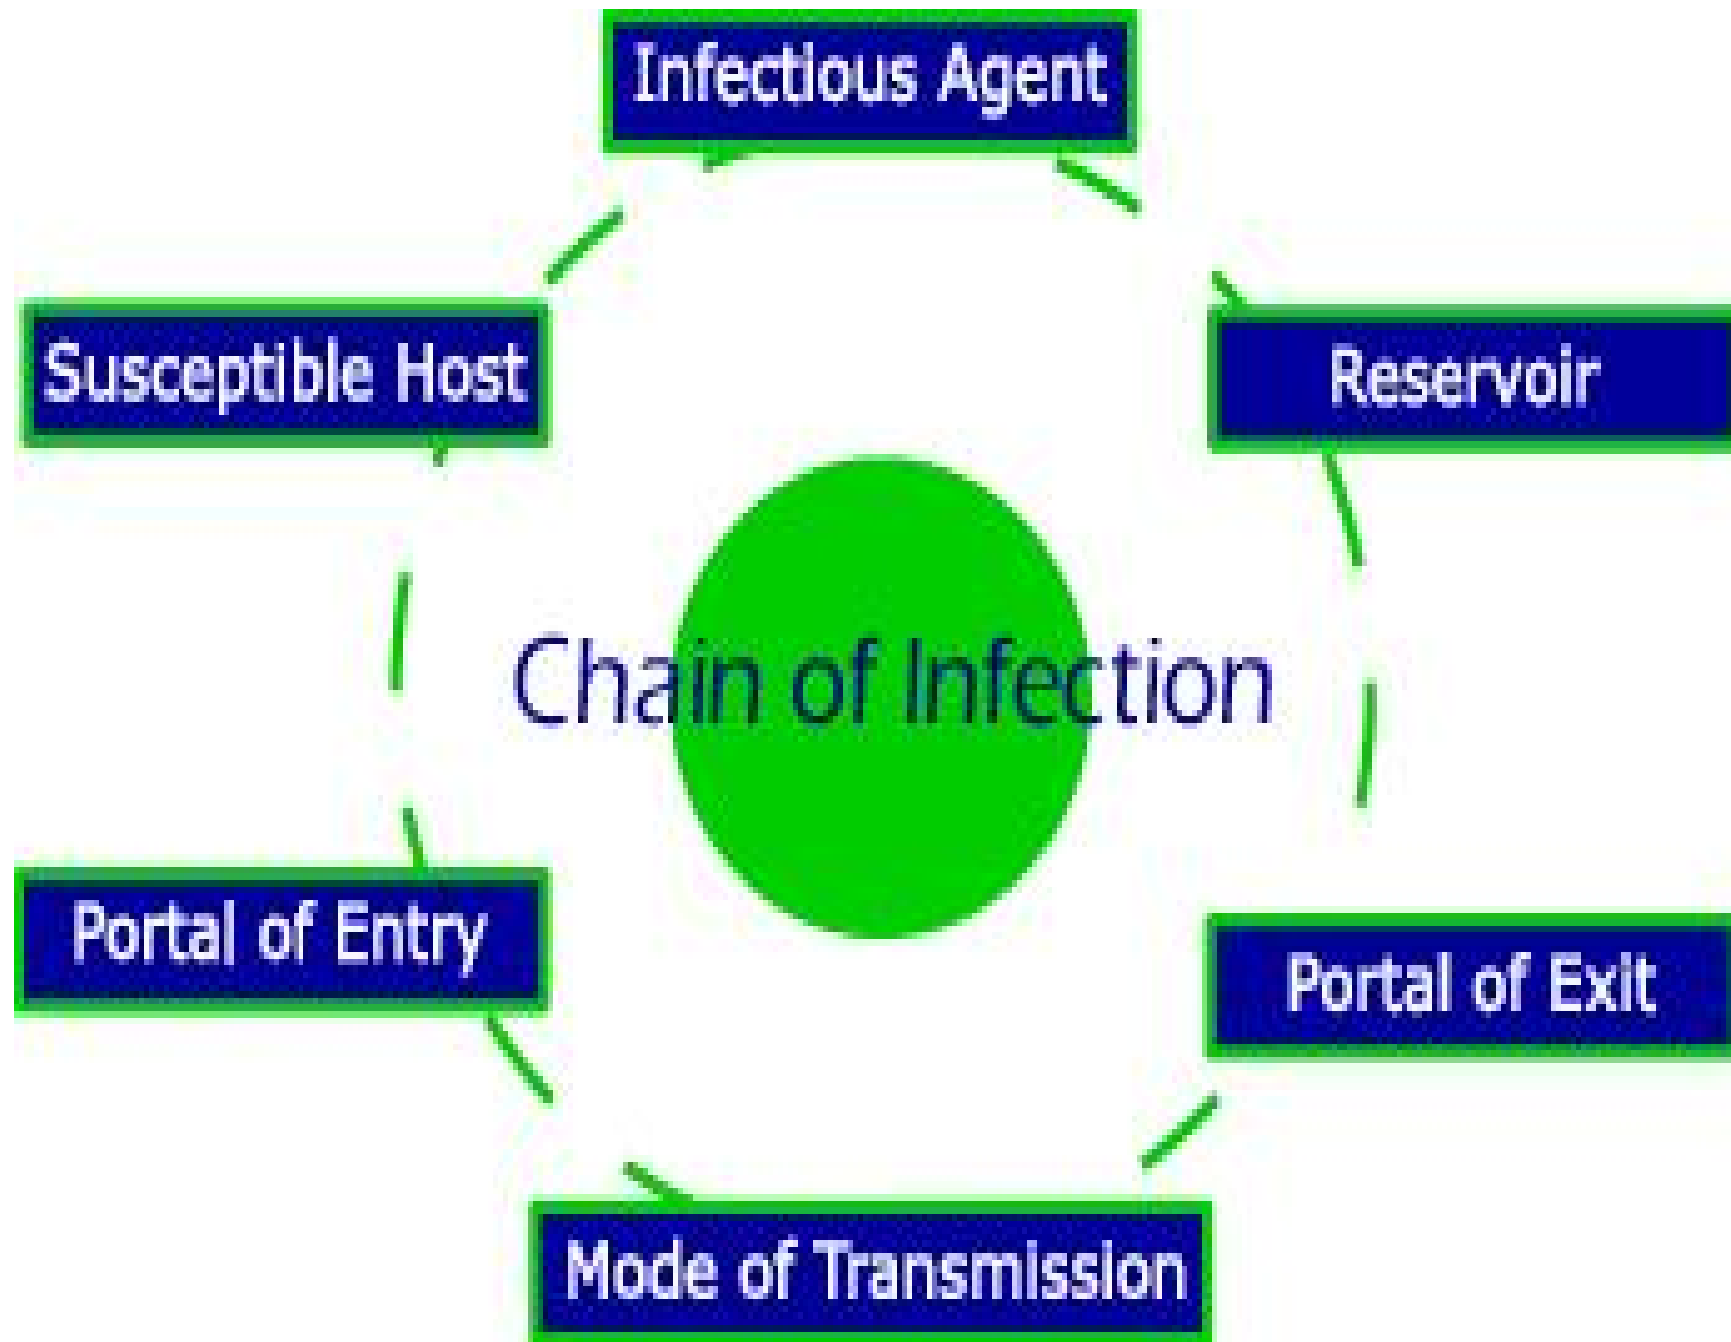 Infectious Agent
Susceptible Host
Reservoir
Chain of Infection
Portal of Entry
Portal of Exit
Mode of Transmission